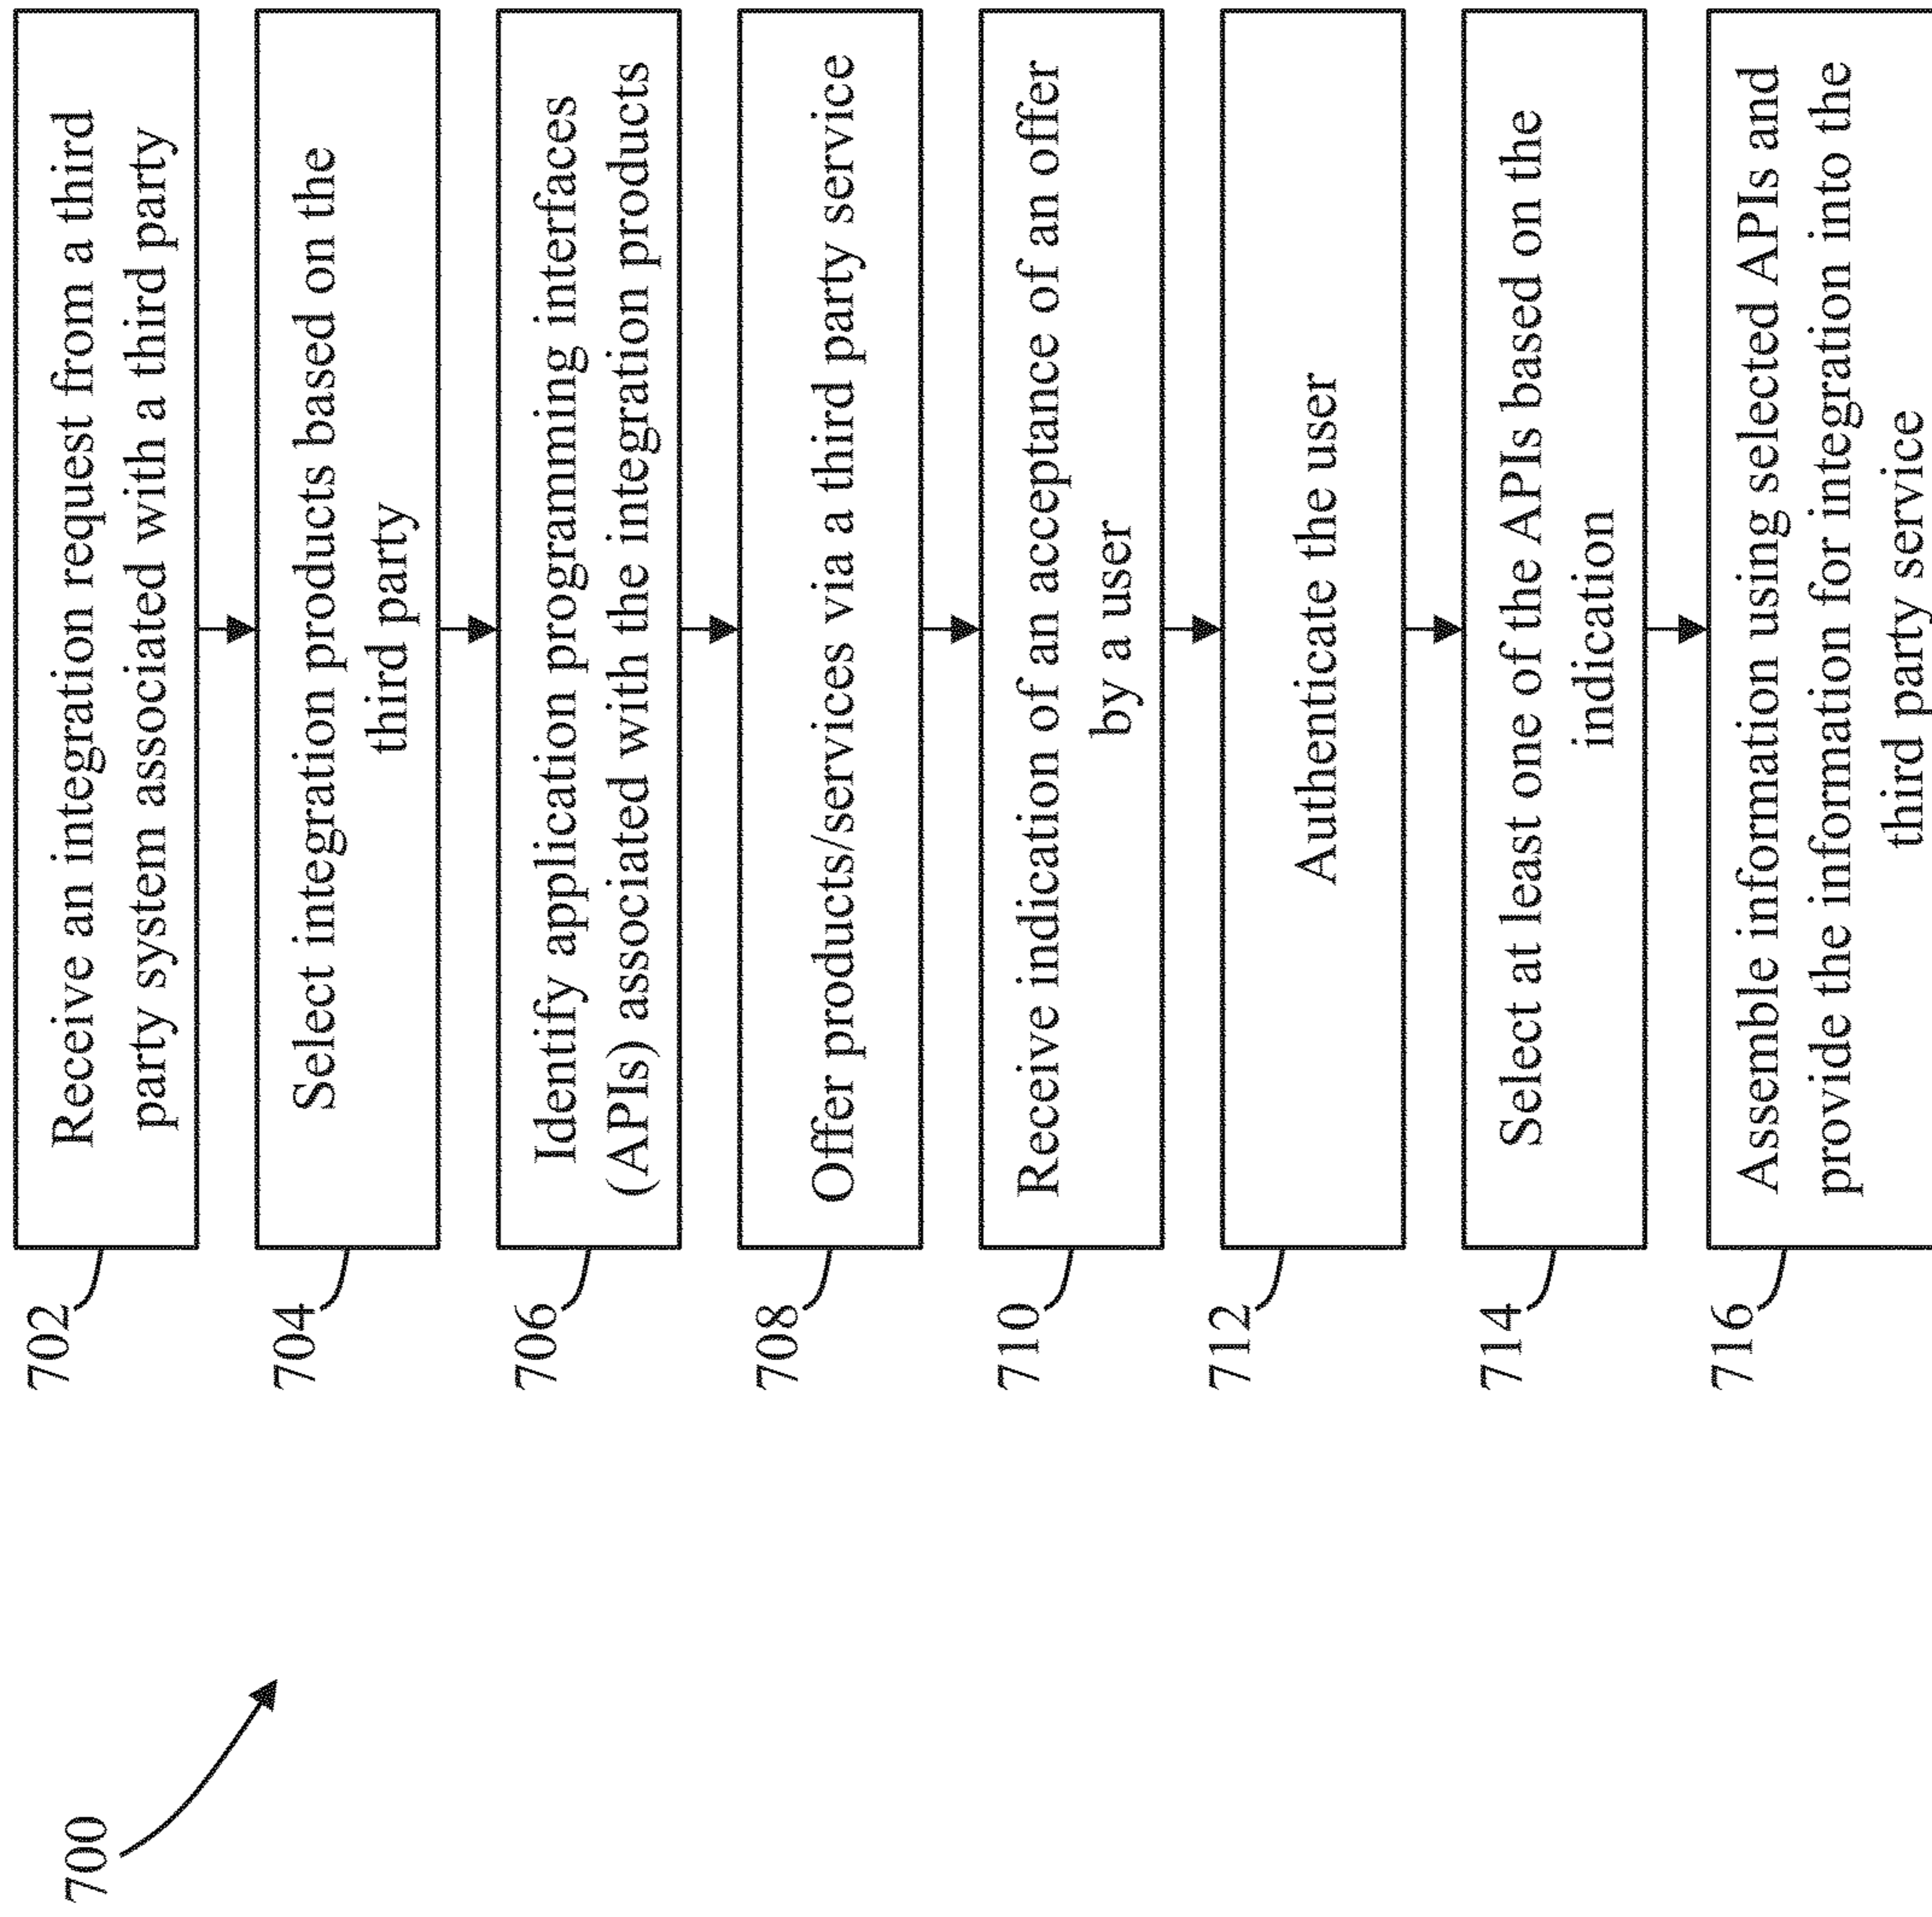 700
702
Receive an integration request from a third
party system associated with a third party
704
Select integration products based on the
third party
706
Identify application programming interfaces
(APIs) associated with the integration products
708
Offer products/services via a third party service
710
Receive indication of an acceptance of an offer
by a user
712
Authenticate the user
714
Select at least one of the APIs based on the
indication
716
Assemble information using selected APIs and
provide the information for integration into the
third party service